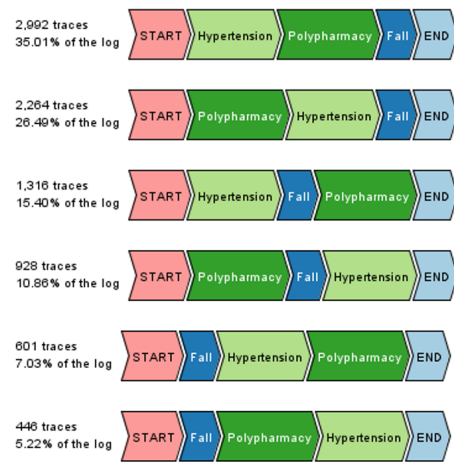 2,992 traces
35.01% of the log
START Hypertension Polypharmacy Fall END
2,264 traces
26.49% of the log
START Polypharmacy Hypertension Fall END
1,316 traces
15.40% of the log
START Hypertension Fall Polypharmacy END
928 traces
10.86% of the log
START Polypharmacy Fall Hypertension END
601 traces
7.03% of the log
START Fall Hypertension Polypharmacy END
446 traces
5.22% of the log
START Fall Polypharmacy Hypertension END